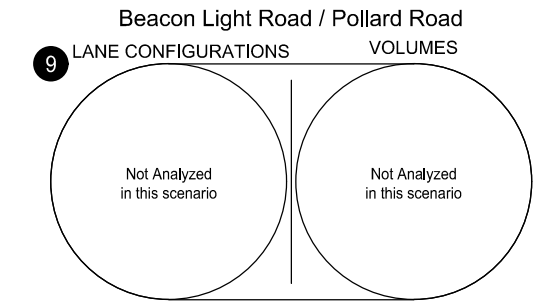 Beacon Light Road / Pollard Road
9 LANE CONFIGURATIONS VOLUMES
Not Analyzed
in this scenario
Not Analyzed
in this scenario